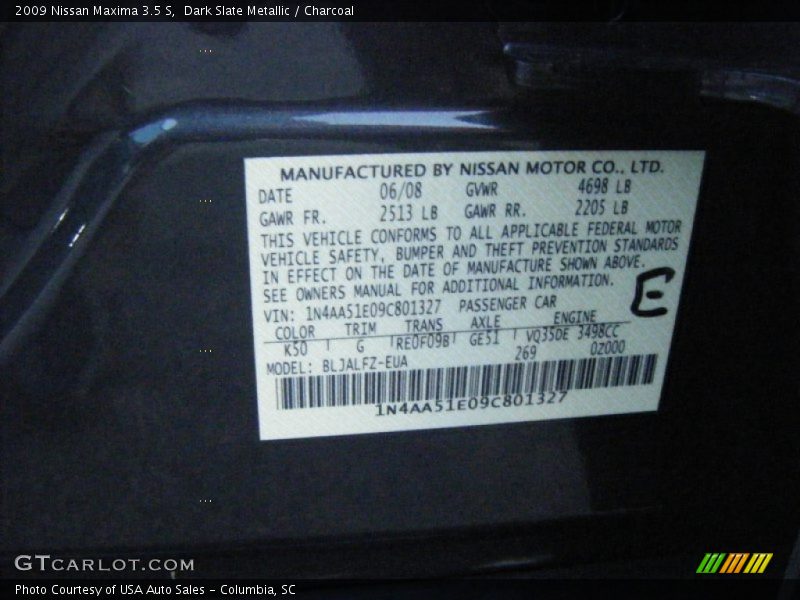 2009 Nissan Maxima 3.5 S,  Dark Slate Metallic / Charcoal
MANUFACTURED BY NISSAN MOTOR CO., LTD.
DATE 06/08 GVWR 4698 LB
GAWR FR. 2513 LB GAWR RR. 2205 LB
THIS VEHICLE CONFORMS TO ALL APPLICABLE FEDERAL MOTOR
VEHICLE SAFETY, BUMPER AND THEFT PREVENTION STANDARDS
IN EFFECT ON THE DATE OF MANUFACTURE SHOWN ABOVE.
SEE OWNERS MANUAL FOR ADDITIONAL INFORMATION.
E
VIN: 1N4AA51E09C801327 PASSENGER CAR
COLOR TRIM TRANS AXLE ENGINE
K50 G RE0F09B GE51 VQ35DE 3498CC
MODEL: BLJALFZ-EUA 269 02000
1N4AA51E09C801327
GTCARLOT.COM
Photo Courtesy of USA Auto Sales - Columbia, SC